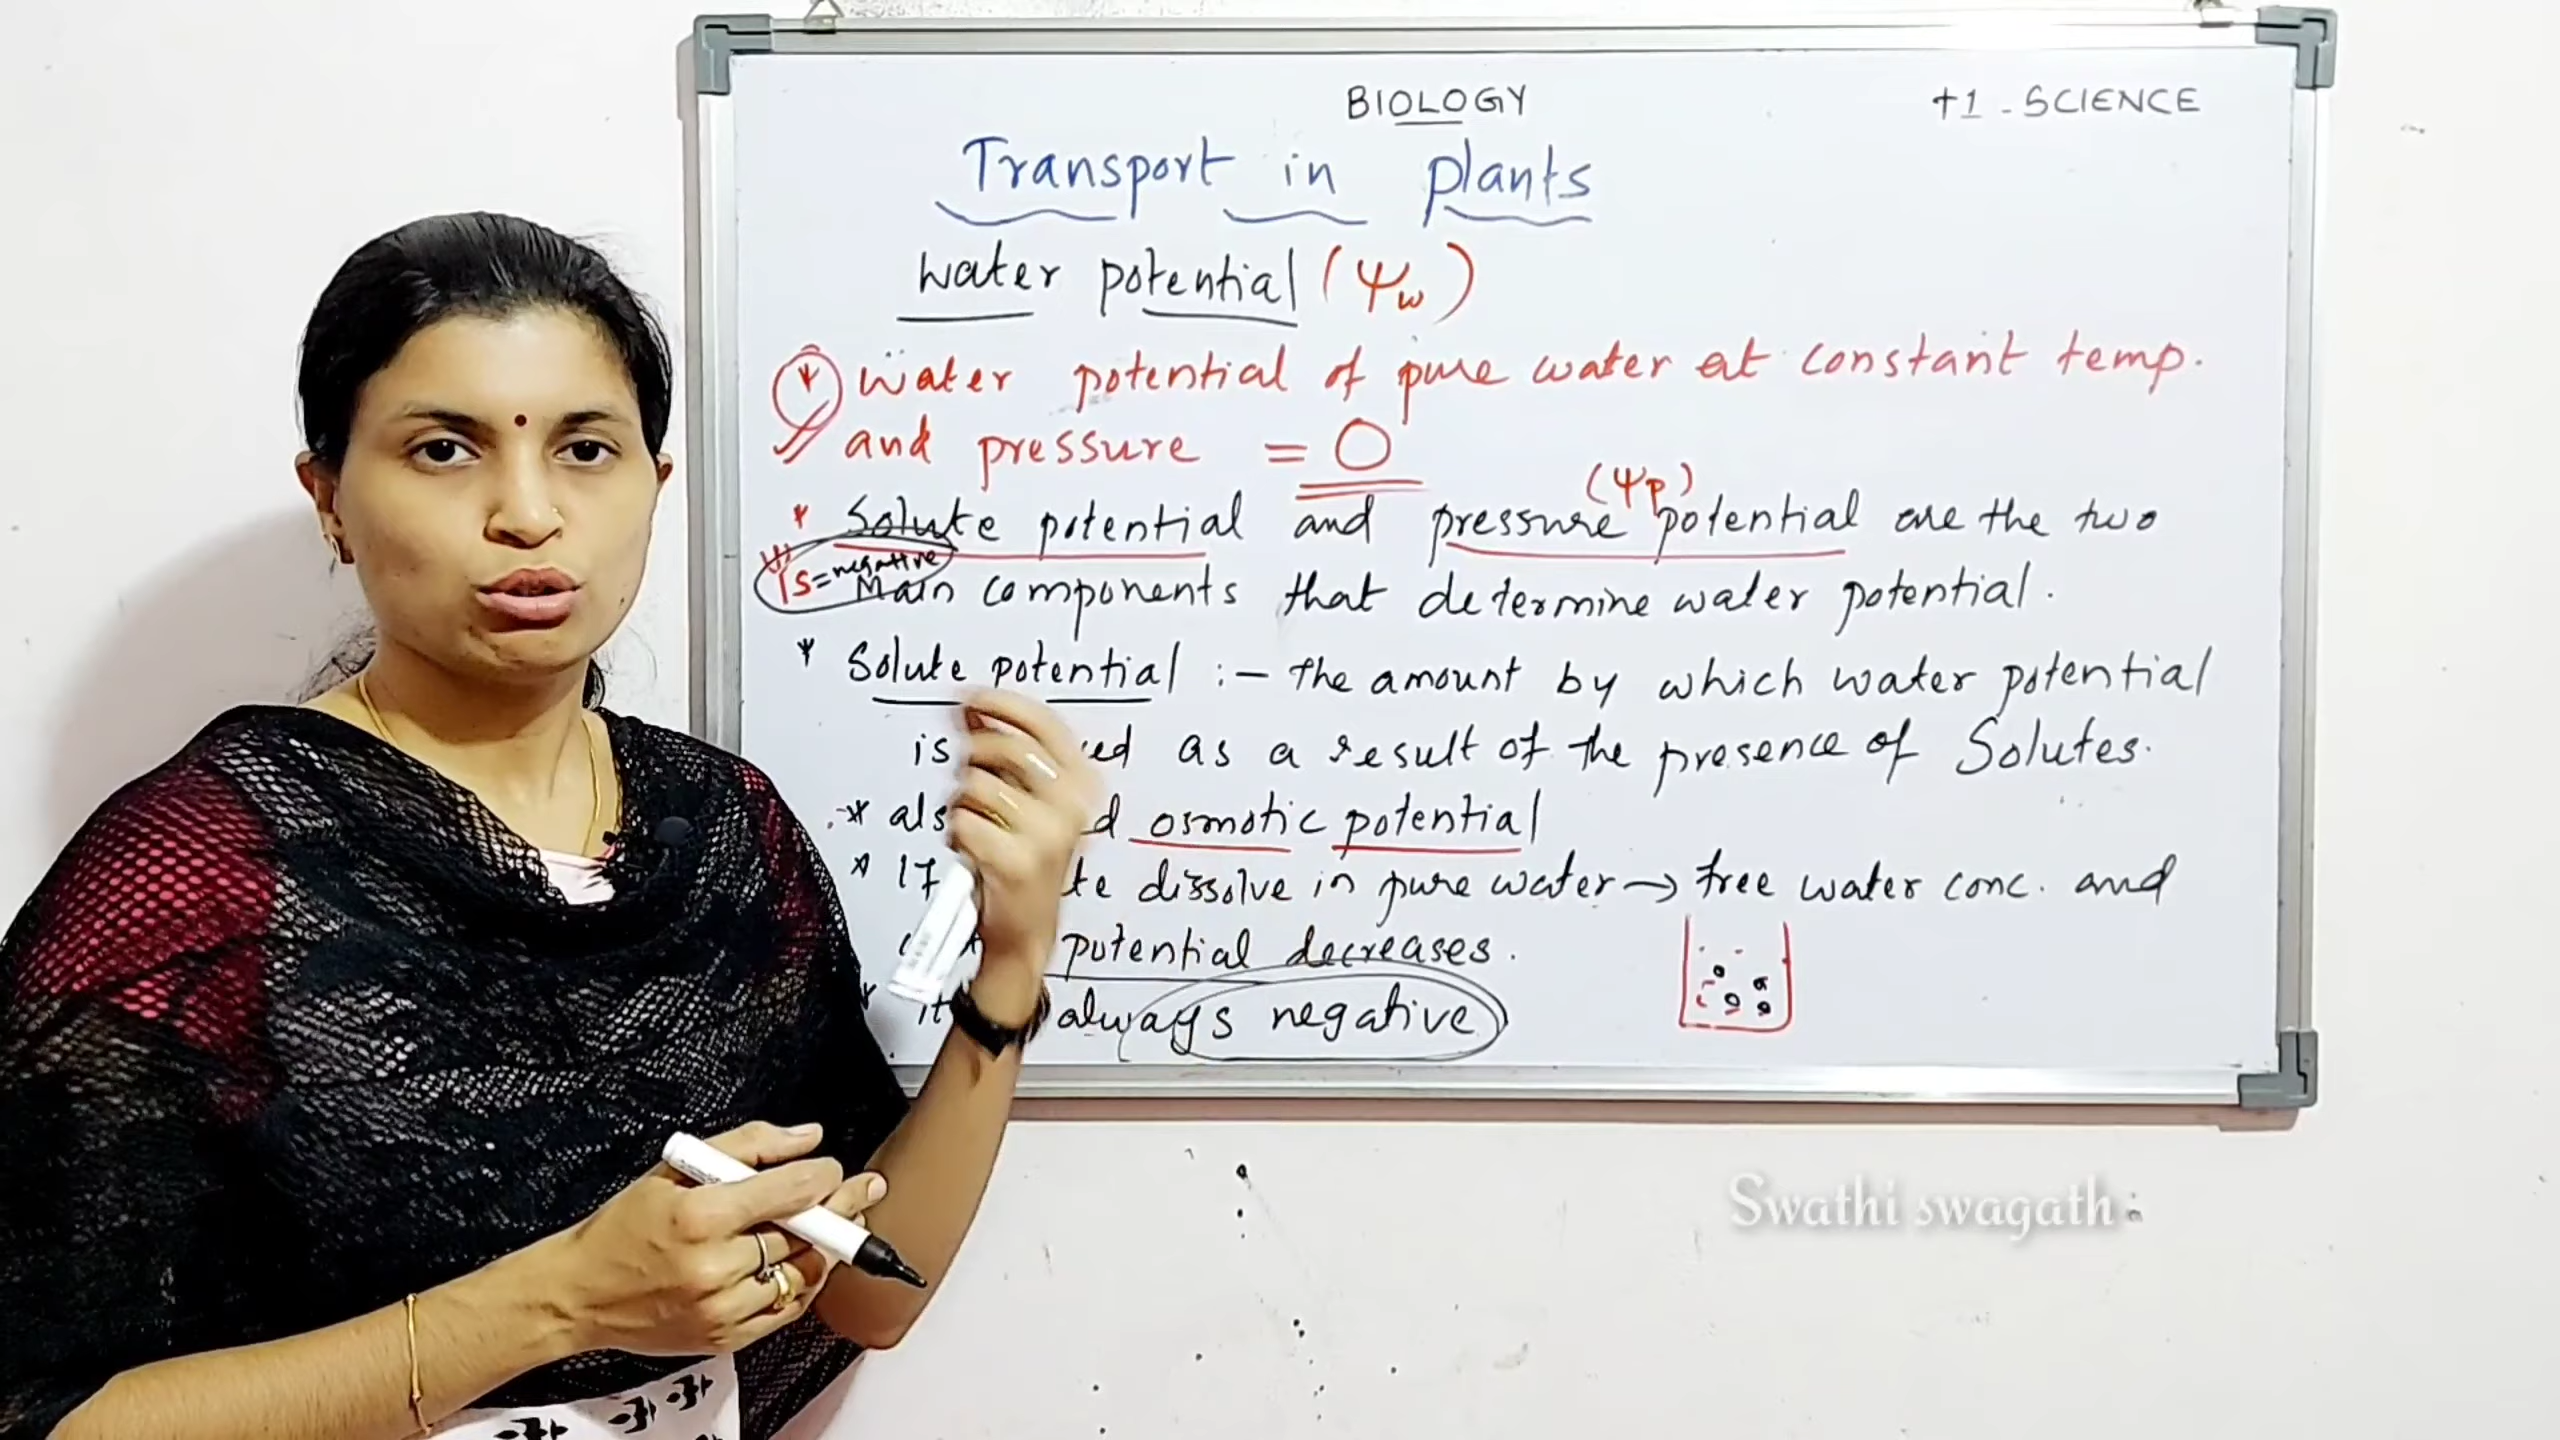 BIOLOGY
+1 - SCIENCE
Transport in plants
water potential (Ψw)
* water potential of pure water at constant temp.
and pressure = 0
(Ψp)
* Solute potential and pressure potential are the two
Ψs = negative
Main components that determine water potential.
* Solute potential :- The amount by which water potential
is as a result of the presence of Solutes.
* osmotic potential
* If dissolve in pure water → free water conc. and
potential decreases.
* always negative
Swathi swagath